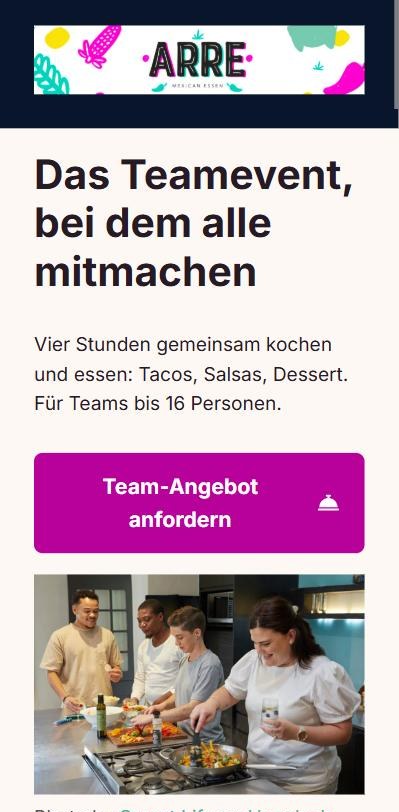 ARRE
MEXICAN ESSEN
Das Teamevent,
bei dem alle
mitmachen
Vier Stunden gemeinsam kochen
und essen: Tacos, Salsas, Dessert.
Für Teams bis 16 Personen.
Team-Angebot
anfordern